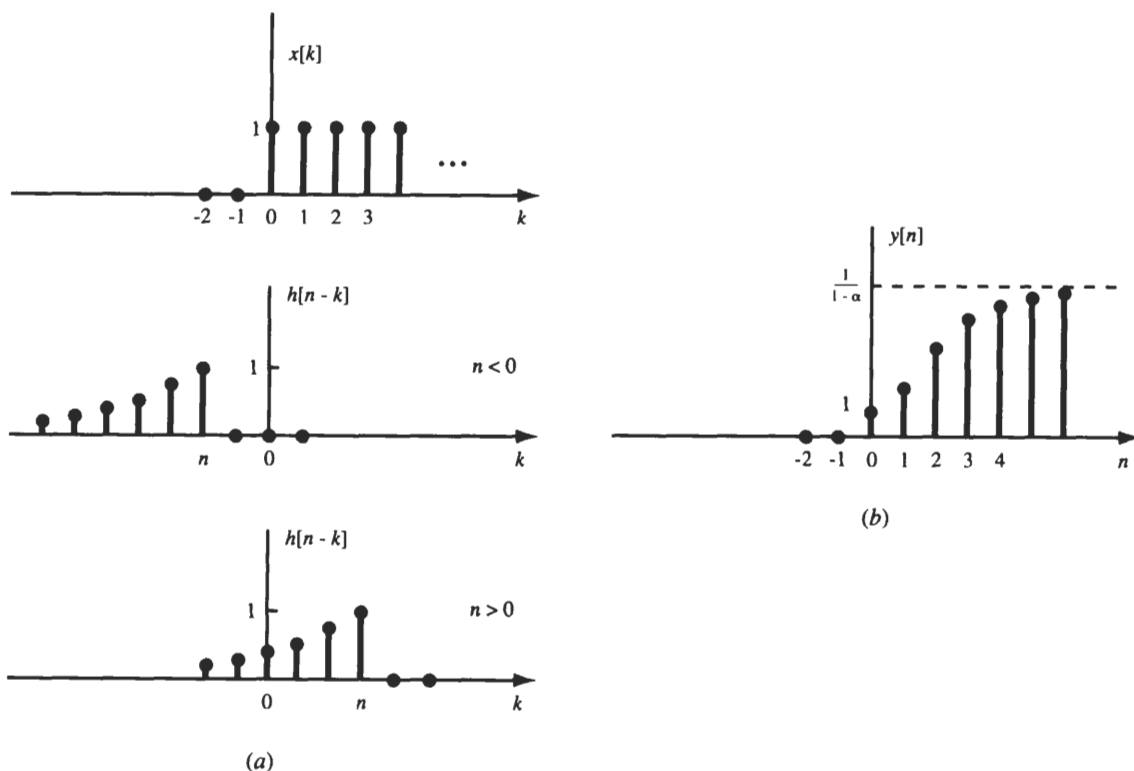 x[k]
1
...
-2 -1 0 1 2 3 k
h[n - k]
1
n < 0
n 0 k
h[n - k]
1
n > 0
0 n k
(a)
y[n]
1
1 - α
1
-2 -1 0 1 2 3 4 n
(b)